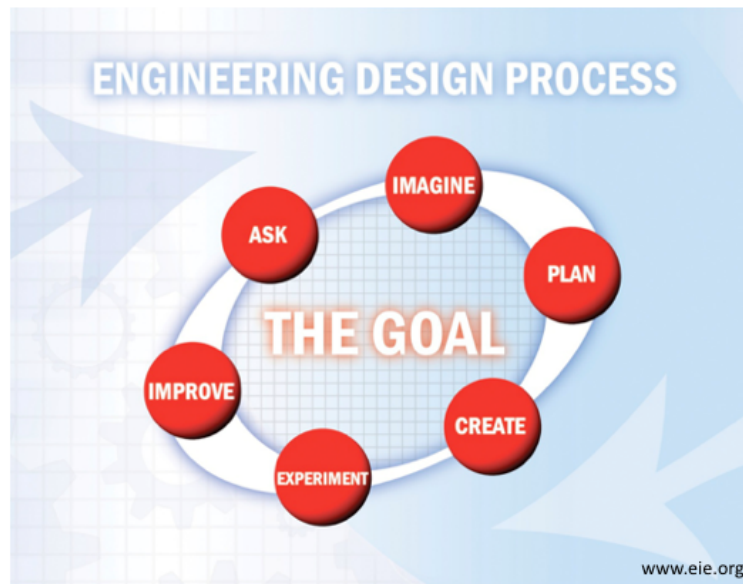 ENGINEERING DESIGN PROCESS
IMAGINE
ASK
PLAN
THE GOAL
IMPROVE
CREATE
EXPERIMENT
www.eie.org